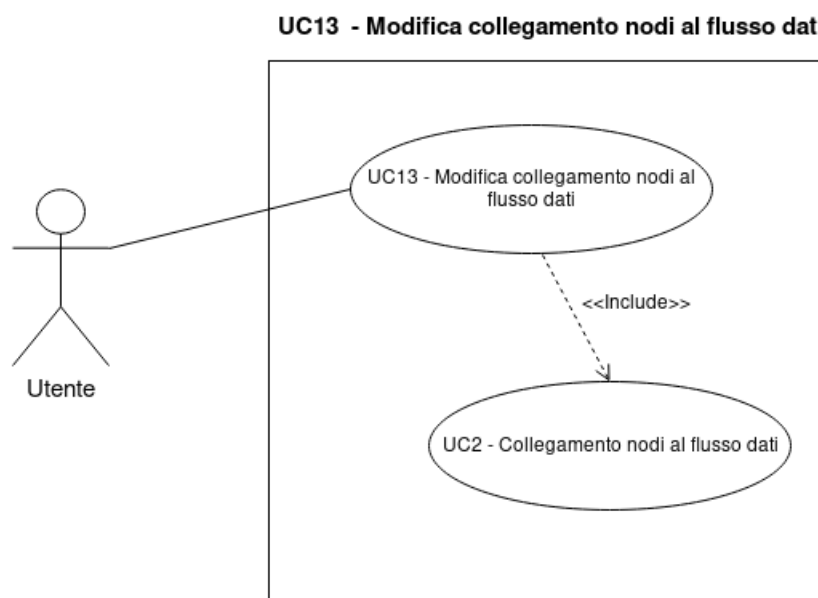 UC13 - Modifica collegamento nodi al flusso dat
UC13 - Modifica collegamento nodi al
flusso dati
<<Include>>
Utente
UC2 - Collegamento nodi al flusso dati